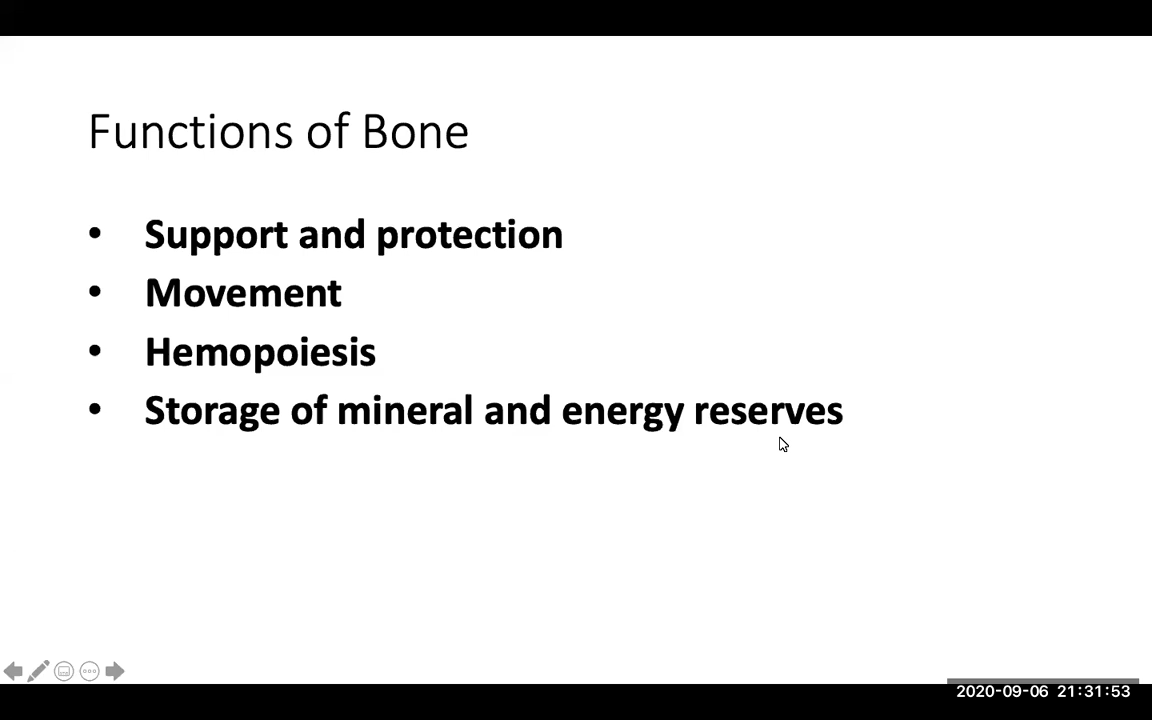 Functions of Bone
• Support and protection
• Movement
• Hemopoiesis
• Storage of mineral and energy reserves
2020-09-06 21:31:53